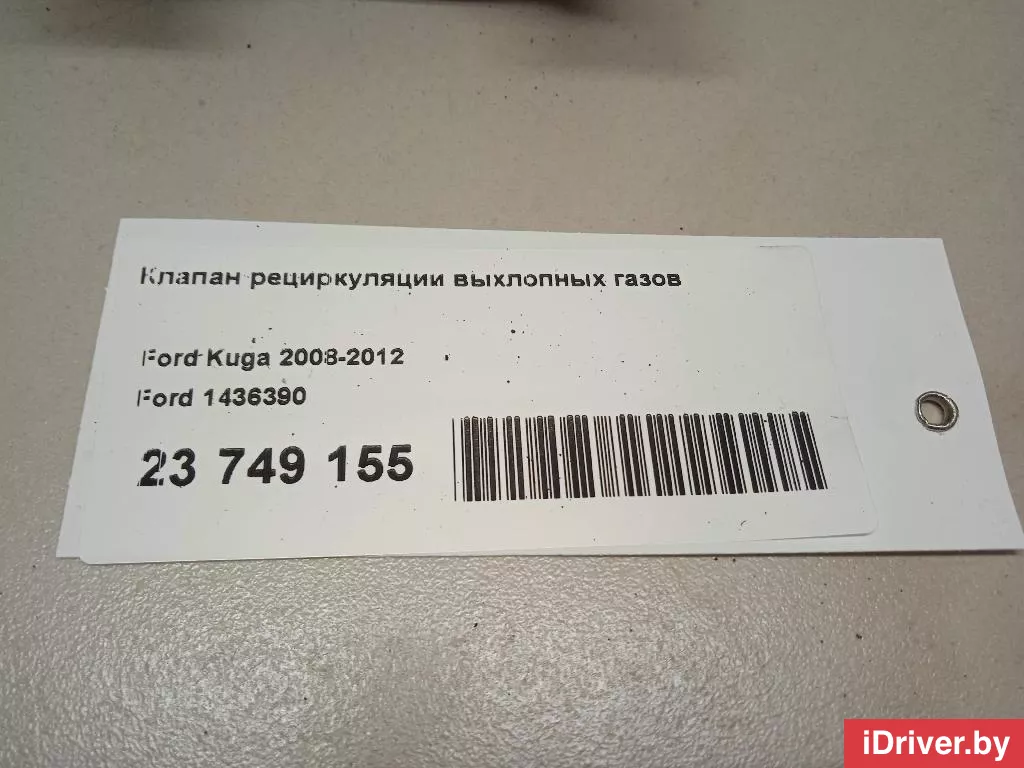 Клапан рециркуляции выхлопных газов
Ford Kuga 2008-2012
Ford 1436390
23 749 155
iDriver.by